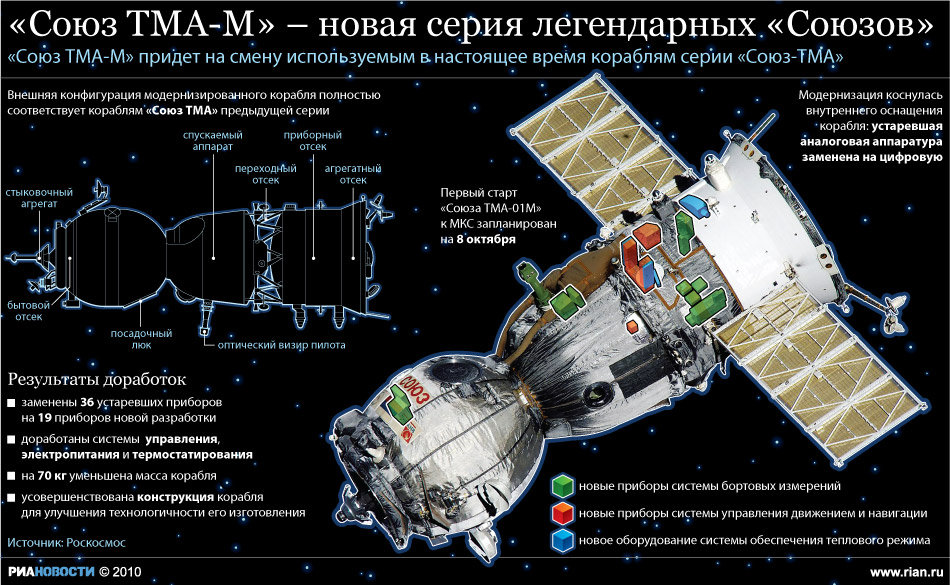 «Союз ТМА-М» – новая серия легендарных «Союзов»
«Союз ТМА-М» придет на смену используемым в настоящее время кораблям серии «Союз-ТМА»
Внешняя конфигурация модернизированного корабля полностью
соответствует кораблям «Союз ТМА» предыдущей серии
спускаемый
аппарат
приборный
отсек
переходный
отсек
агрегатный
отсек
стыковочный
агрегат
бытовой
отсек
посадочный
люк
оптический визир пилота
Первый старт
«Союза ТМА-01М»
к МКС запланирован
на 8 октября
Модернизация коснулась
внутреннего оснащения
корабля: устаревшая
аналоговая аппаратура
заменена на цифровую
СОЮЗ
Результаты доработок
заменены 36 устаревших приборов
на 19 приборов новой разработки
доработаны системы управления,
электропитания и термостатирования
на 70 кг уменьшена масса корабля
усовершенствована конструкция корабля
для улучшения технологичности его изготовления
Источник: Роскосмос
новые приборы системы бортовых измерений
новые приборы системы управления движением и навигации
новое оборудование системы обеспечения теплового режима
РИАНОВОСТИ © 2010
www.rian.ru